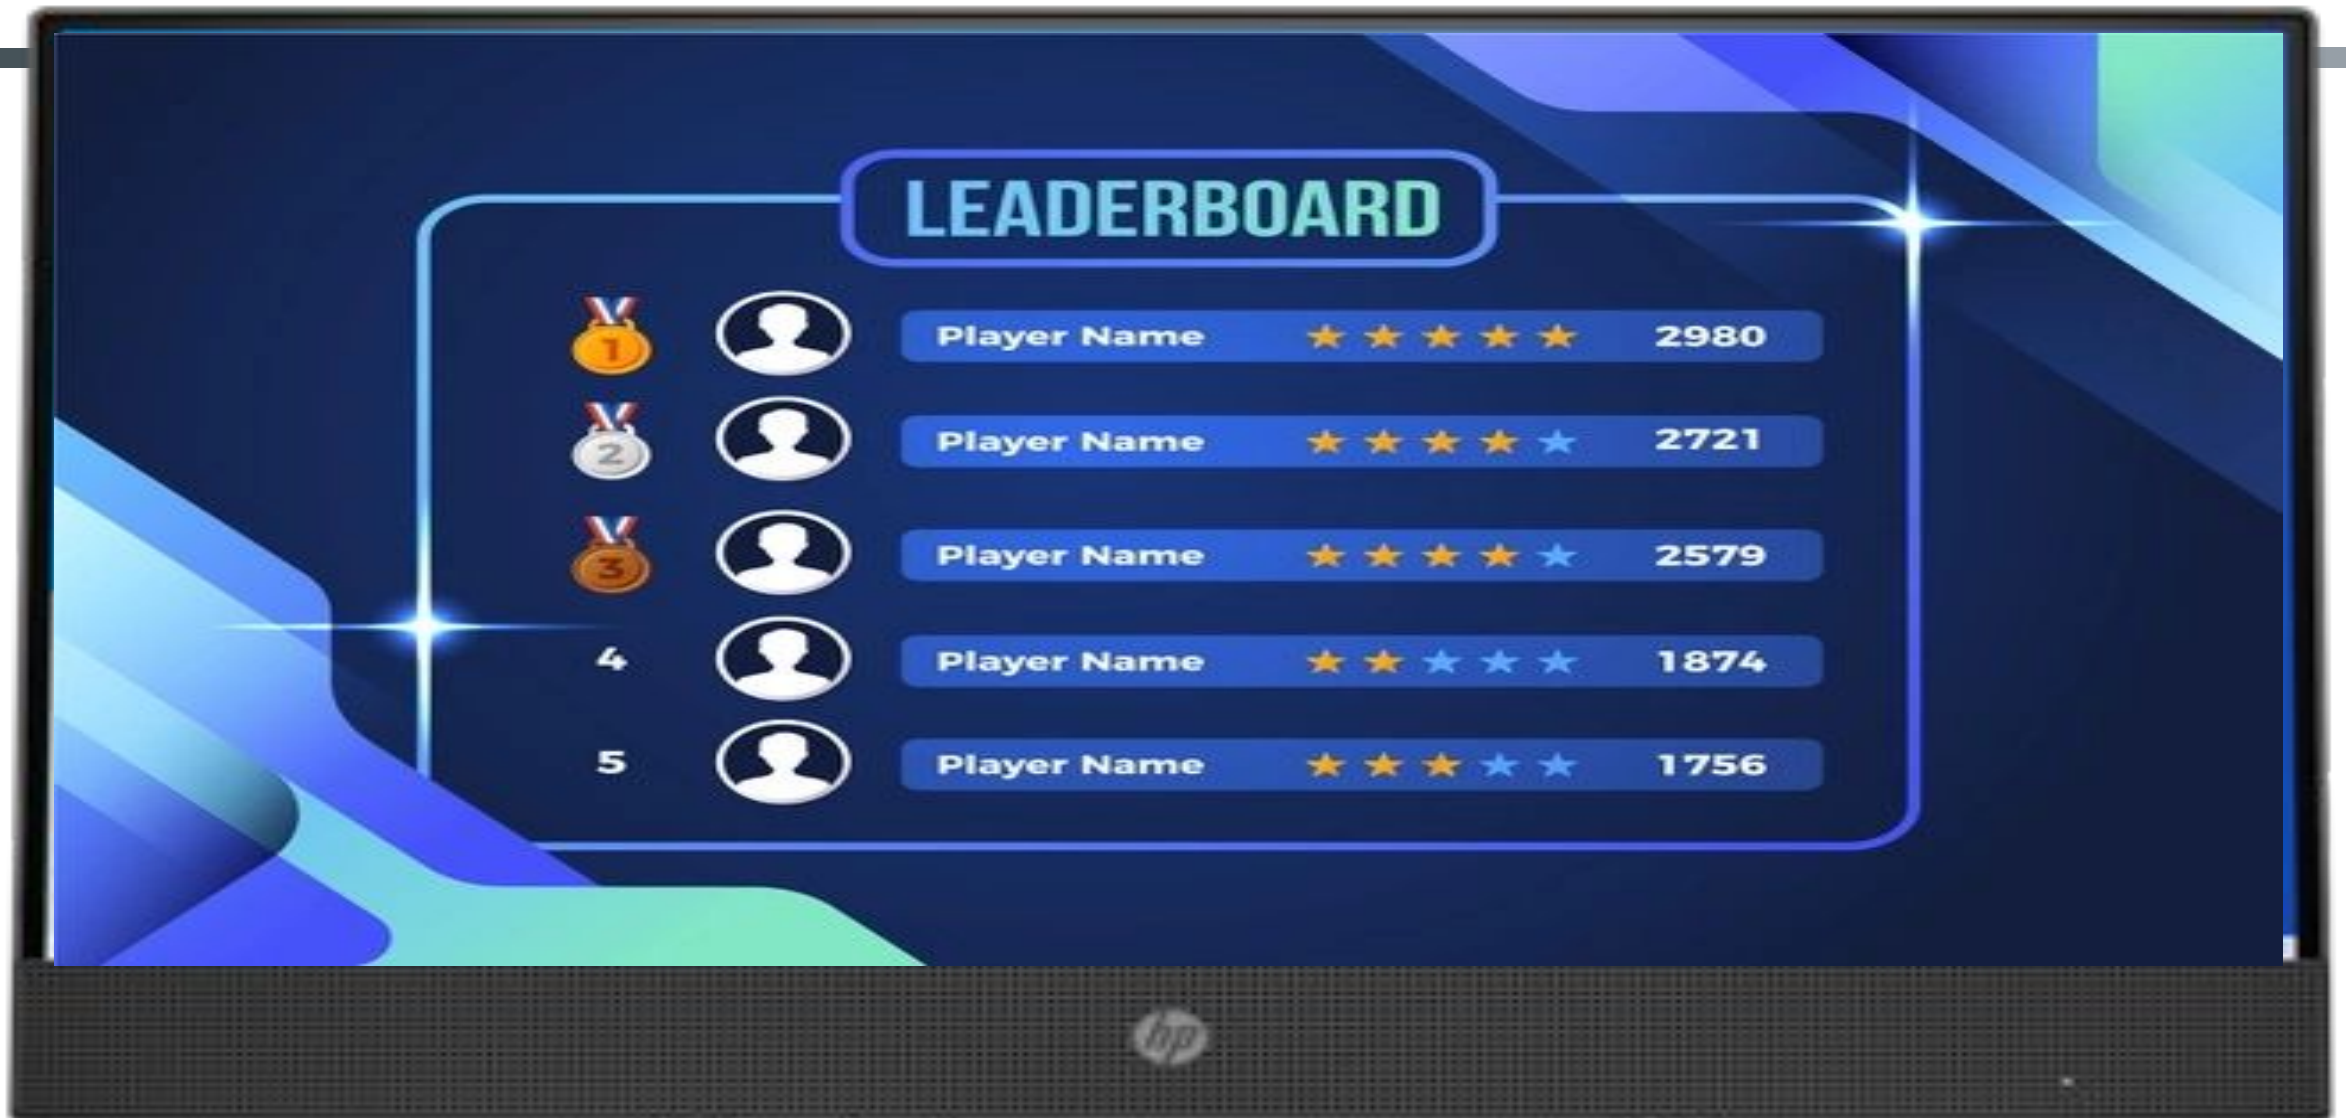 LEADERBOARD
1 Player Name 2980
2 Player Name 2721
3 Player Name 2579
4 Player Name 1874
5 Player Name 1756
hp